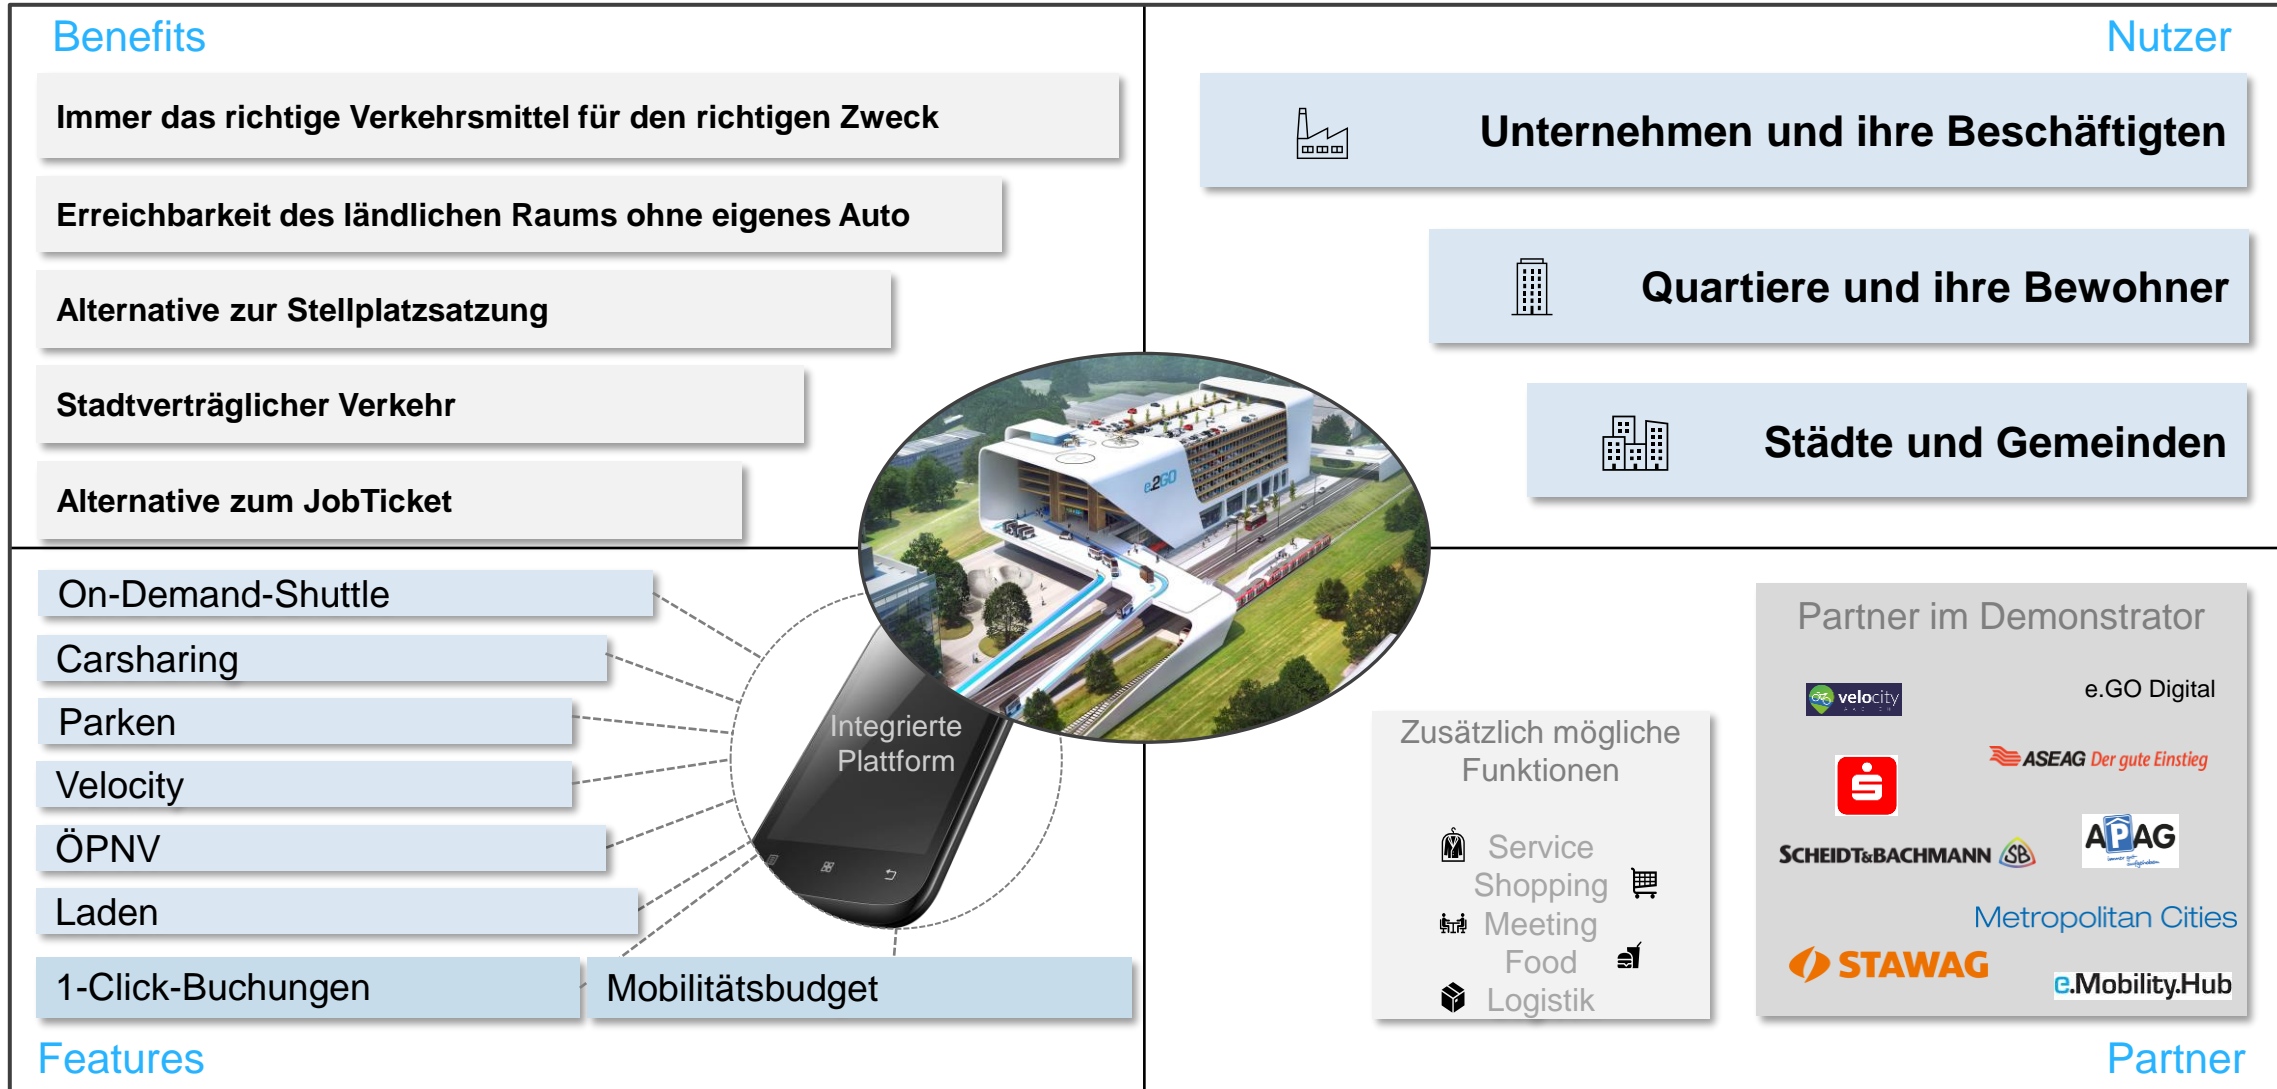 Benefits
Immer das richtige Verkehrsmittel für den richtigen Zweck
Erreichbarkeit des ländlichen Raums ohne eigenes Auto
Alternative zur Stellplatzsatzung
Stadtverträglicher Verkehr
Alternative zum JobTicket
Nutzer
Unternehmen und ihre Beschäftigten
Quartiere und ihre Bewohner
Städte und Gemeinden
e.2GO
On-Demand-Shuttle
Carsharing
Parken
Velocity
ÖPNV
Laden
1-Click-Buchungen
Mobilitätsbudget
Integrierte
Plattform
Features
Zusätzlich mögliche
Funktionen
Service
Shopping
Meeting
Food
Logistik
Partner im Demonstrator
velocity
e.GO Digital
ASEAG Der gute Einstieg
SCHEIDT&BACHMANN SB
APAG
Metropolitan Cities
STAWAG
e.Mobility.Hub
Partner